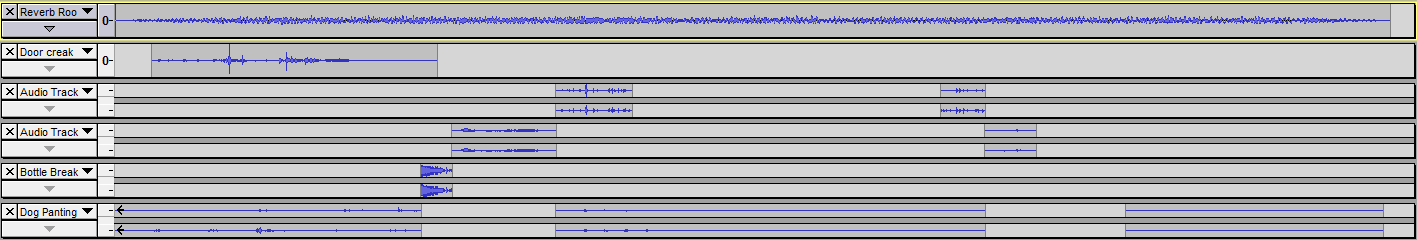 Reverb Roo
0-
Door creak
0-
Audio Track
Audio Track
Bottle Break
Dog Panting